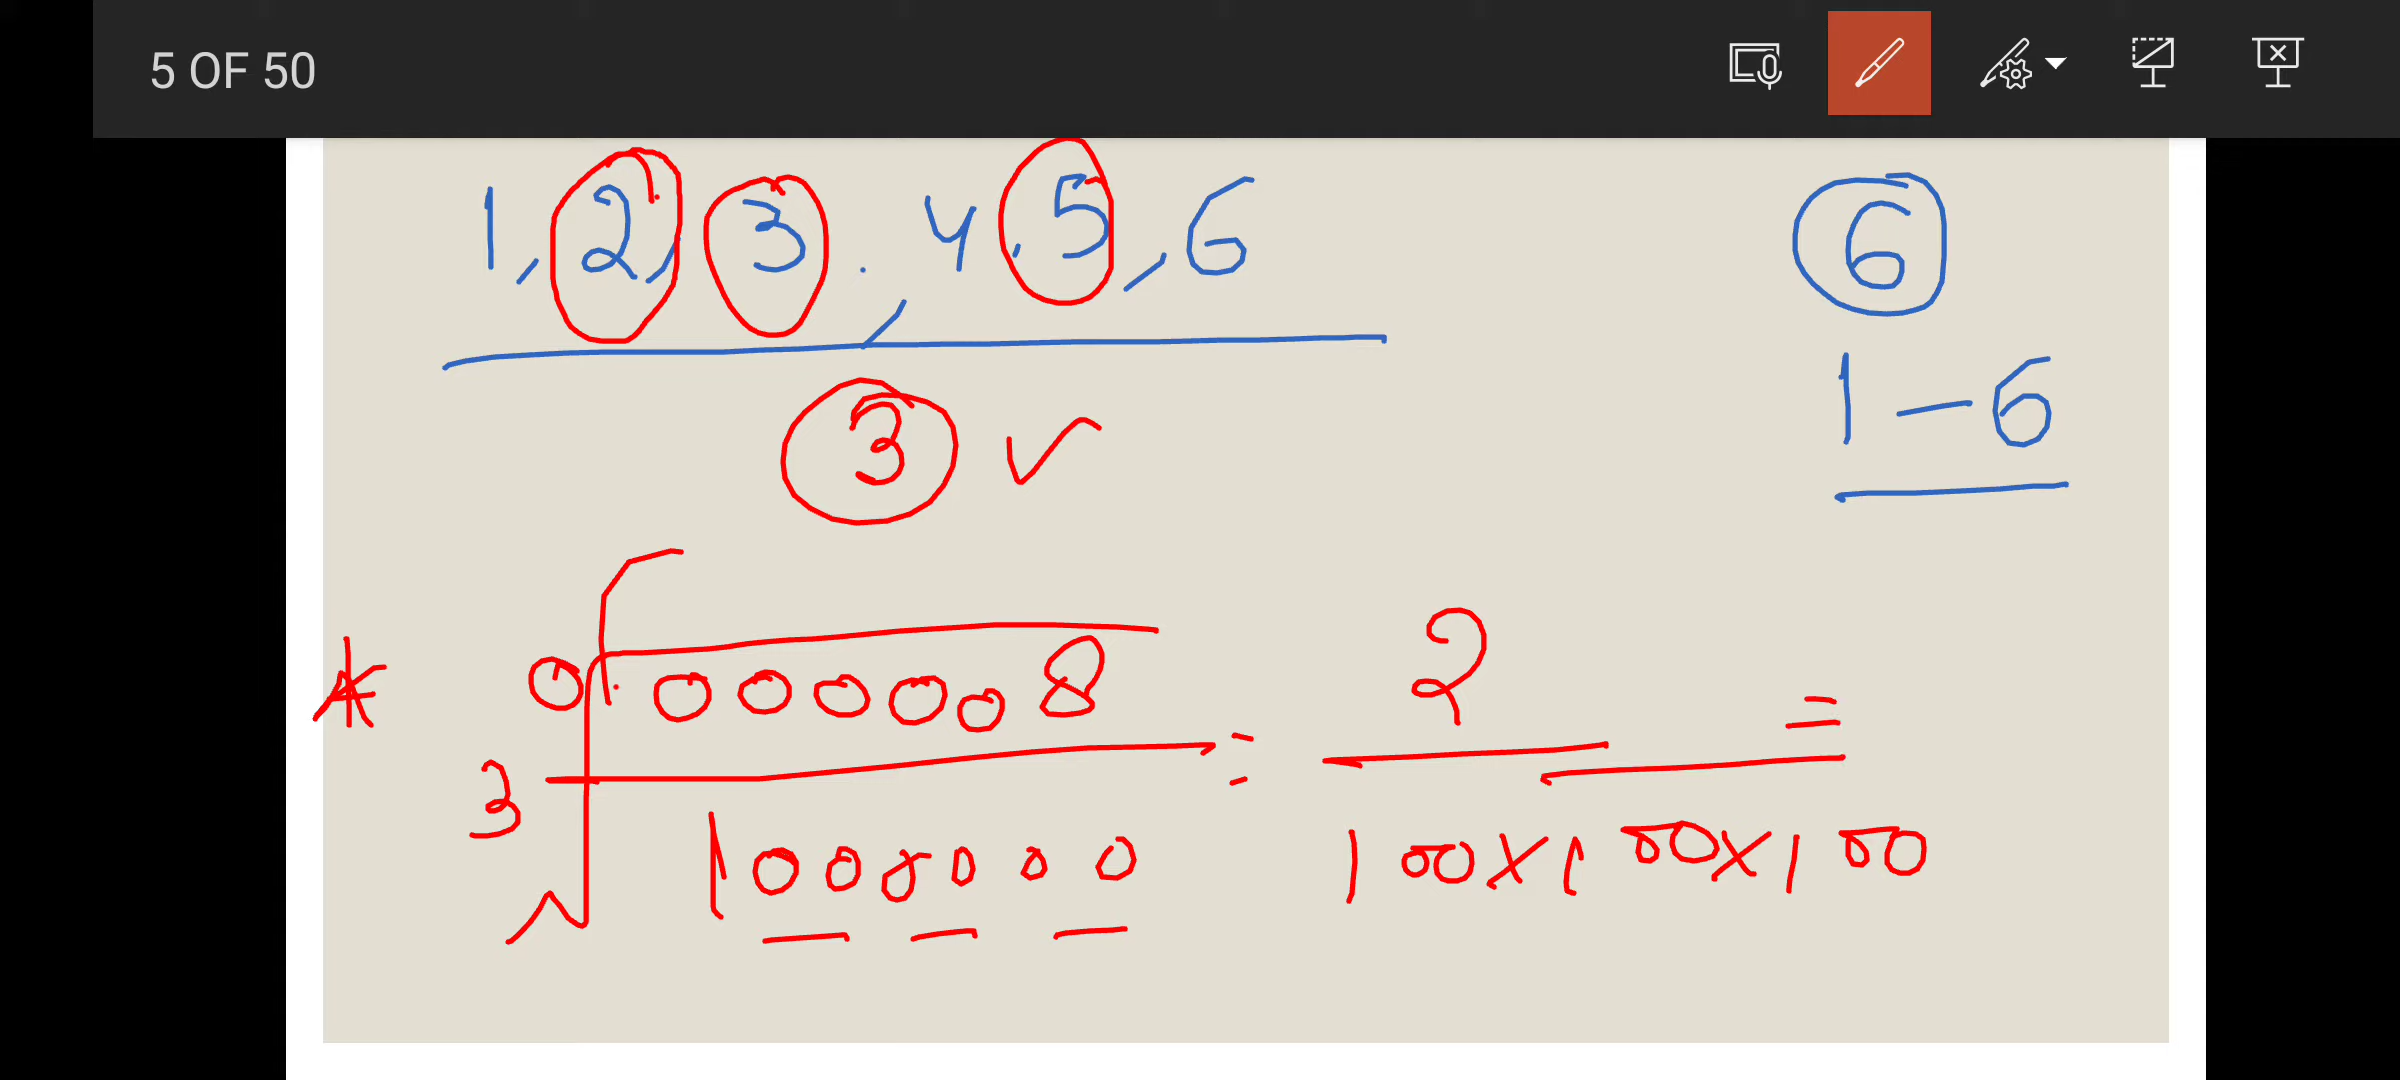 5 OF 50
1, 2, 3, 4, 5, 6
6
1 - 6
3 ✓
* 0.000008 = 2 =
3
1000000 100×100×100